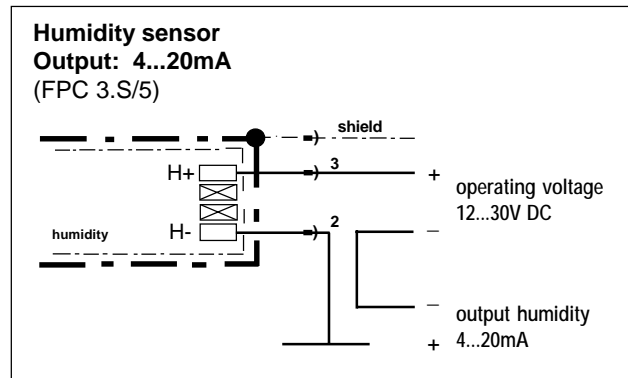 Humidity sensor
Output: 4...20mA
(FPC 3.S/5)
shield
H+
3
+
operating voltage
12...30V DC
humidity
H-
2
–
–
output humidity
+
4...20mA